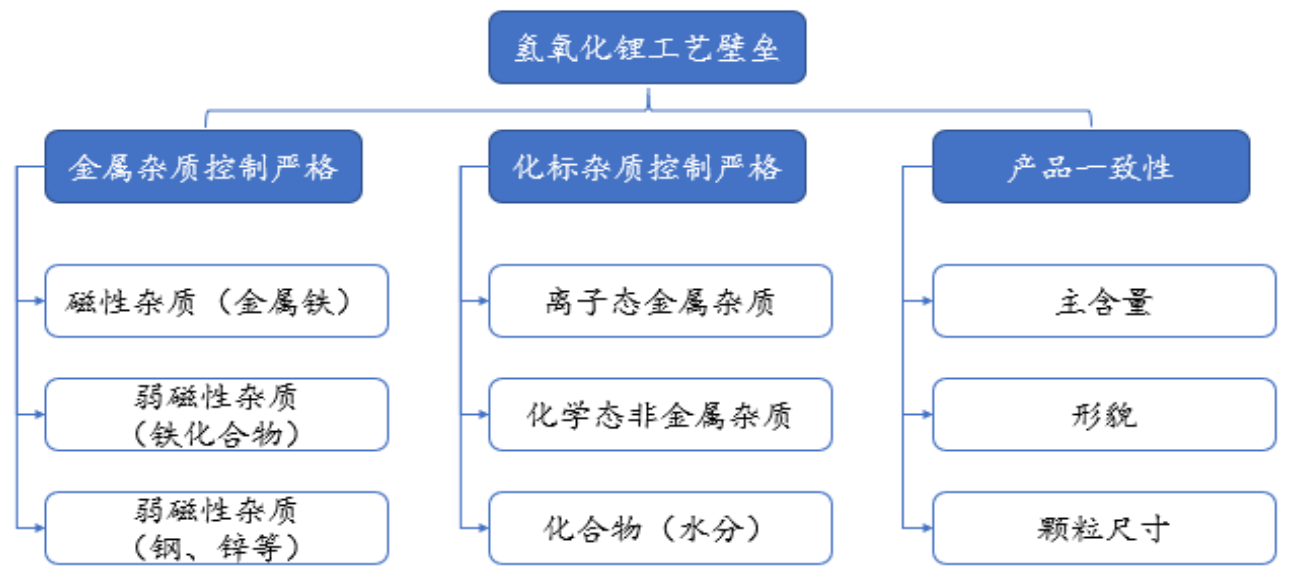 氢氧化锂工艺壁垒
金属杂质控制严格
化标杂质控制严格
产品一致性
磁性杂质（金属铁）
离子态金属杂质
主含量
弱磁性杂质
（铁化合物）
化学态非金属杂质
形貌
弱磁性杂质
（钢、锌等）
化合物（水分）
颗粒尺寸